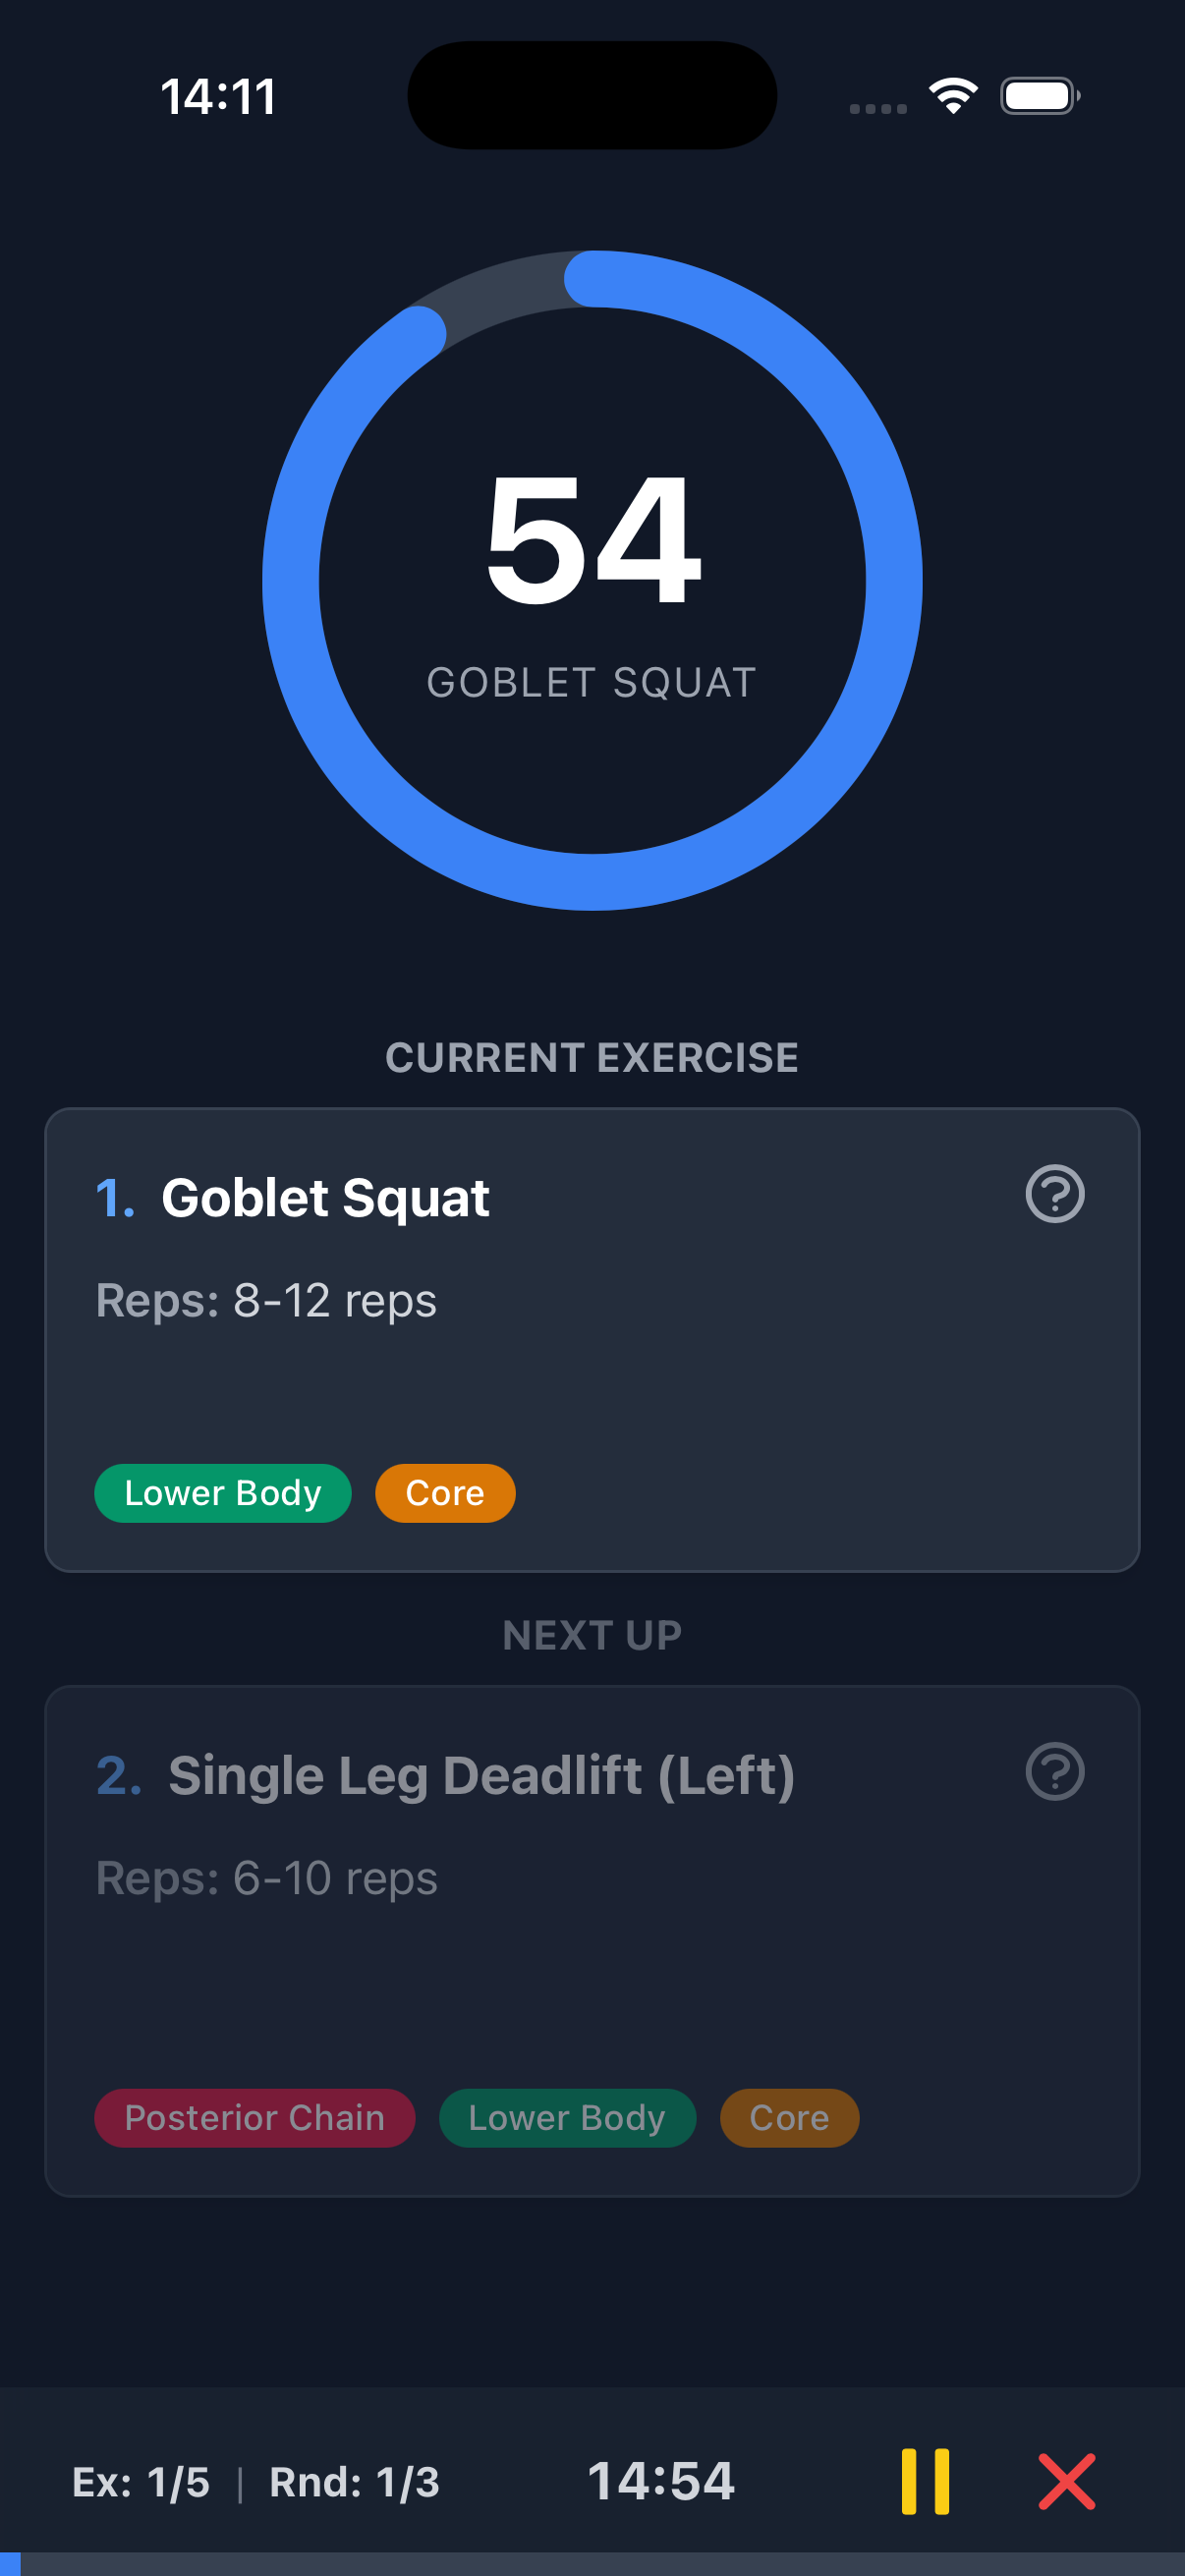 14:11
54
GOBLET SQUAT
CURRENT EXERCISE
1. Goblet Squat
Reps: 8-12 reps
Lower Body Core
NEXT UP
2. Single Leg Deadlift (Left)
Reps: 6-10 reps
Posterior Chain Lower Body Core
Ex: 1/5 | Rnd: 1/3 14:54